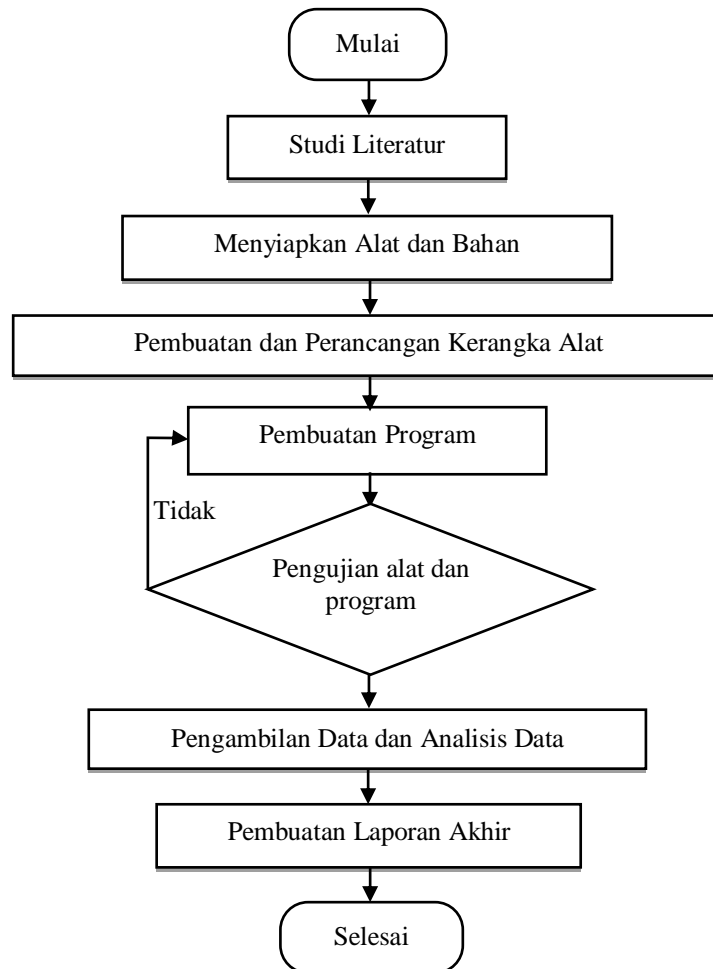 Mulai
Studi Literatur
Menyiapkan Alat dan Bahan
Pembuatan dan Perancangan Kerangka Alat
Pembuatan Program
Tidak
Pengujian alat dan
program
Pengambilan Data dan Analisis Data
Pembuatan Laporan Akhir
Selesai